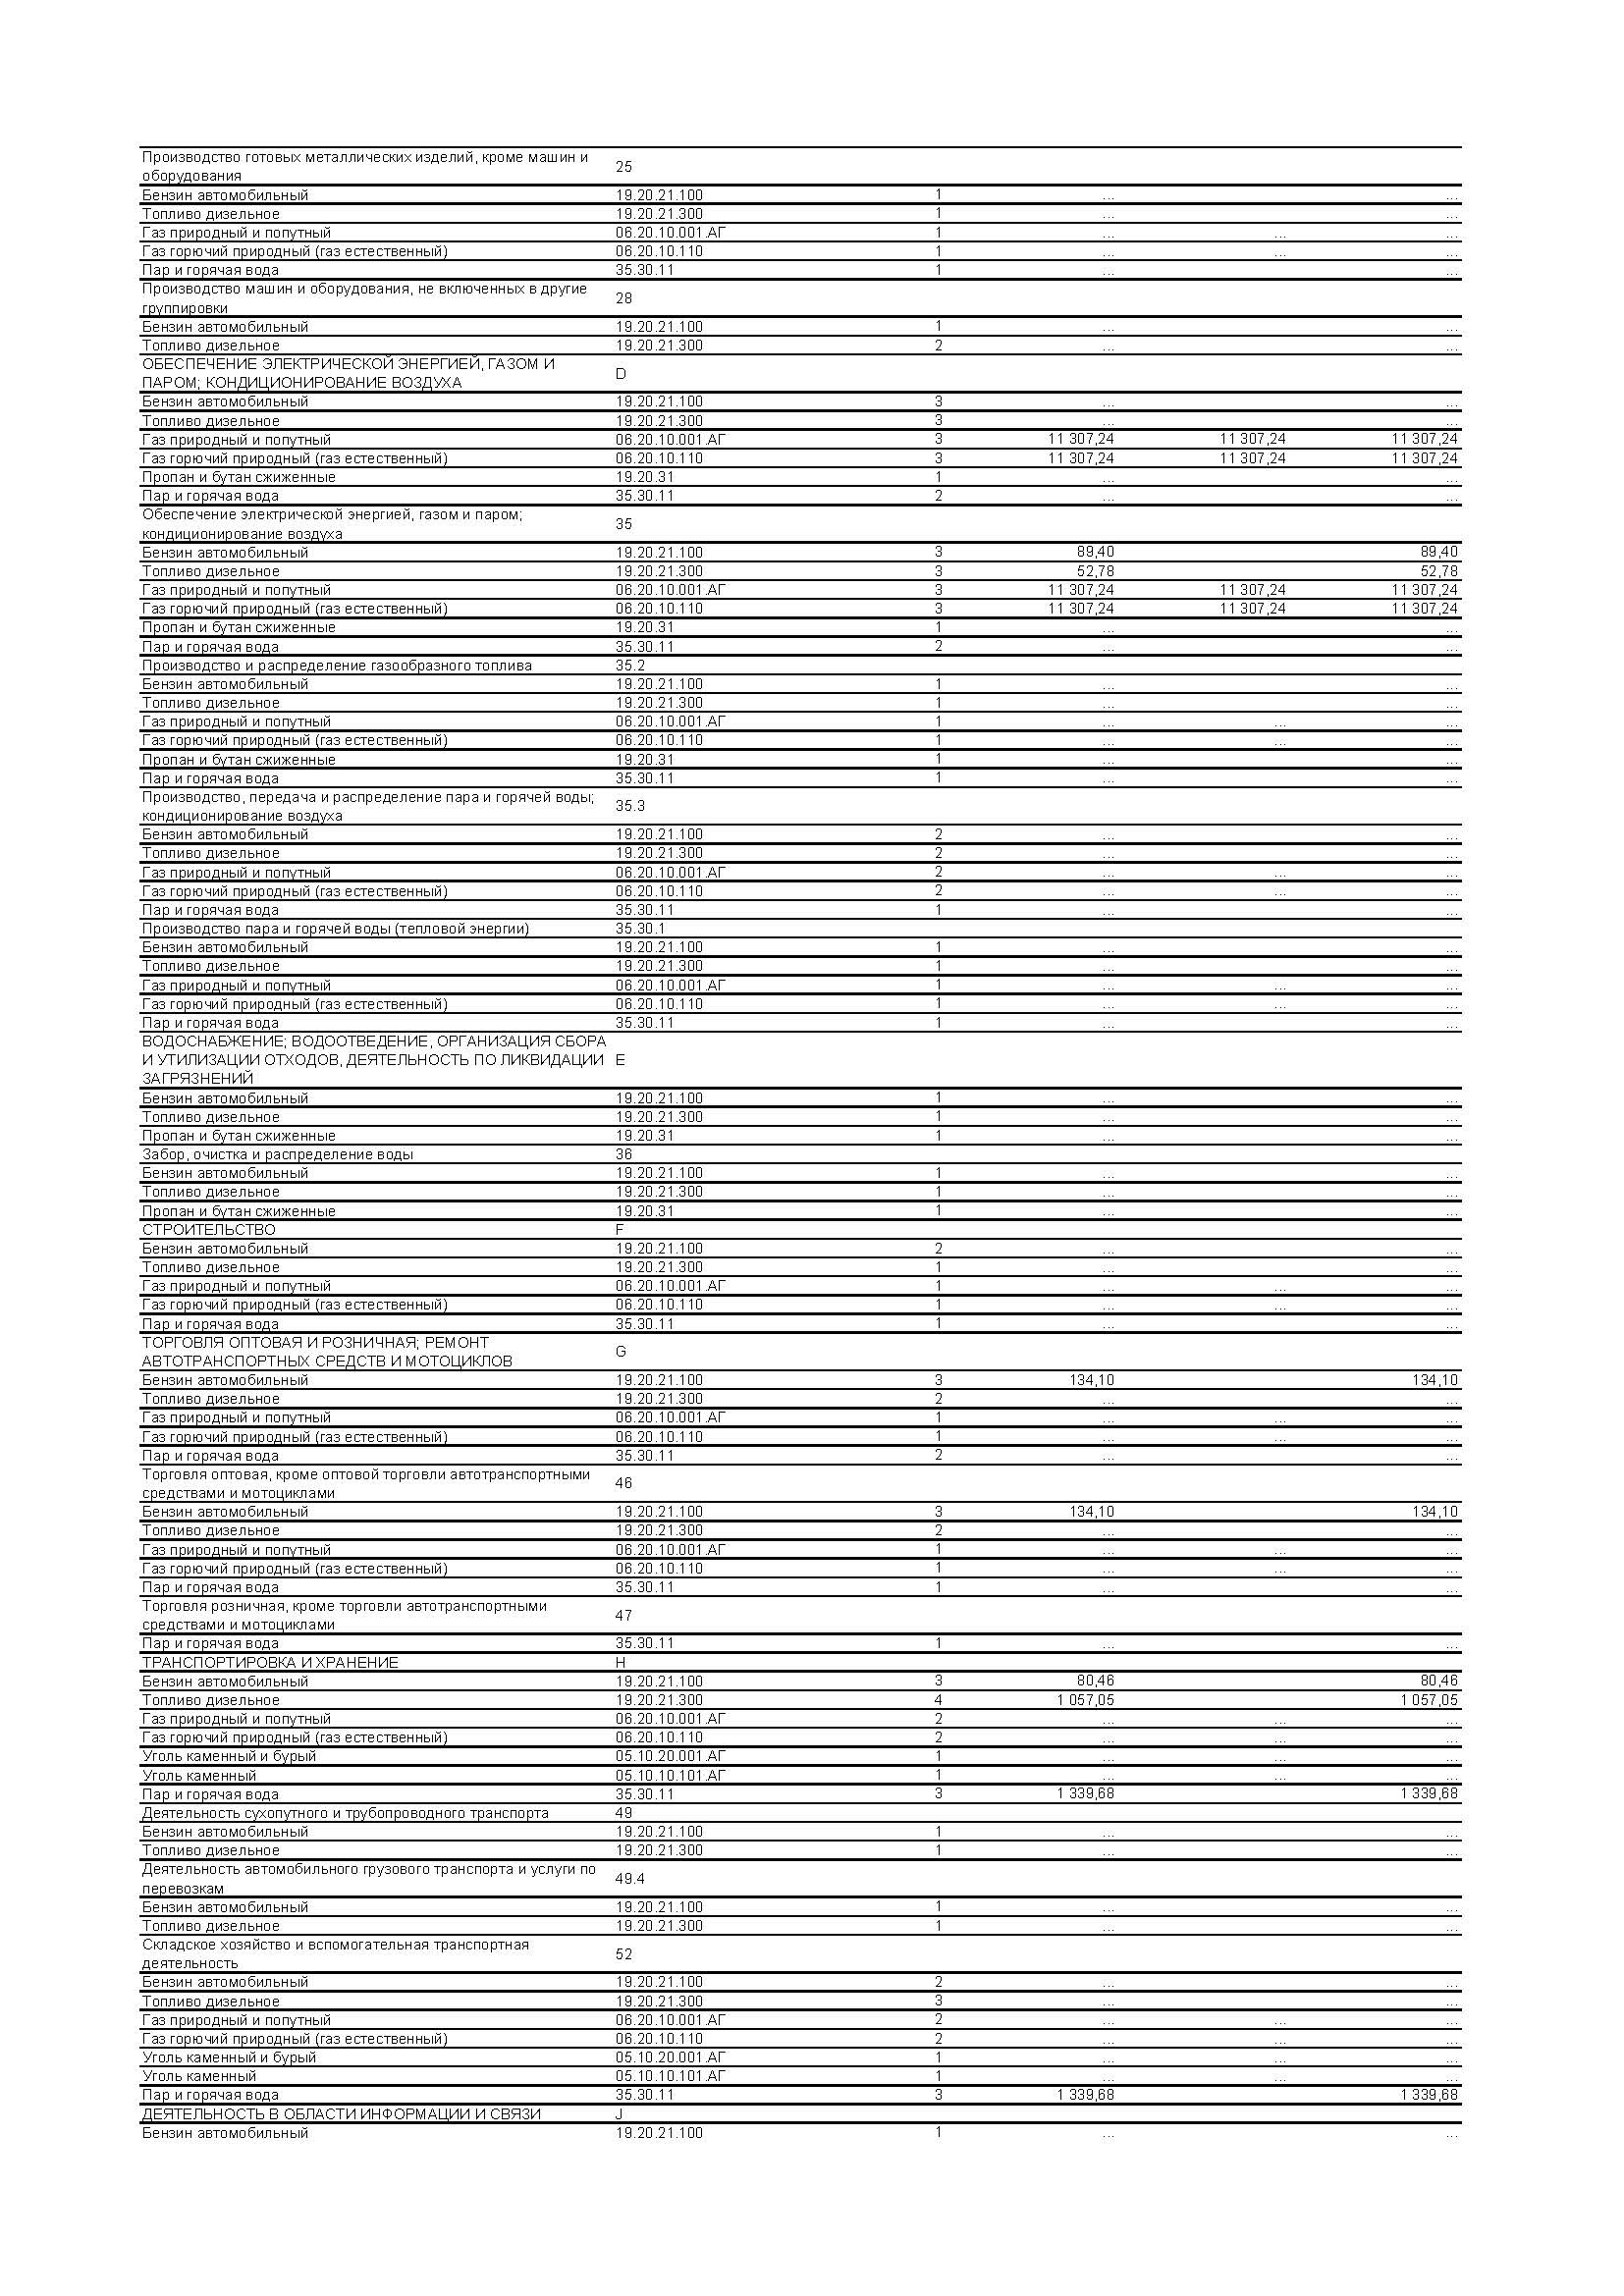 Производство готовых металлических изделий, кроме машин и
оборудования 25
Бензин автомобильный 19.20.21.100 1 ... ...
Топливо дизельное 19.20.21.300 1 ... ...
Газ природный и попутный 06.20.10.001.АГ 1 ... ... ...
Газ горючий природный (газ естественный) 06.20.10.110 1 ... ... ...
Пар и горячая вода 35.30.11 1 ... ...
Производство машин и оборудования, не включенных в другие
группировки 28
Бензин автомобильный 19.20.21.100 1 ... ...
Топливо дизельное 19.20.21.300 2 ... ...
ОБЕСПЕЧЕНИЕ ЭЛЕКТРИЧЕСКОЙ ЭНЕРГИЕЙ, ГАЗОМ И
ПАРОМ; КОНДИЦИОНИРОВАНИЕ ВОЗДУХА D
Бензин автомобильный 19.20.21.100 3 ... ...
Топливо дизельное 19.20.21.300 3 ... ...
Газ природный и попутный 06.20.10.001.АГ 3 11 307,24 11 307,24 11 307,24
Газ горючий природный (газ естественный) 06.20.10.110 3 11 307,24 11 307,24 11 307,24
Пропан и бутан сжиженные 19.20.31 1 ... ...
Пар и горячая вода 35.30.11 2 ... ...
Обеспечение электрической энергией, газом и паром;
кондиционирование воздуха 35
Бензин автомобильный 19.20.21.100 3 89,40 89,40
Топливо дизельное 19.20.21.300 3 52,78 52,78
Газ природный и попутный 06.20.10.001.АГ 3 11 307,24 11 307,24 11 307,24
Газ горючий природный (газ естественный) 06.20.10.110 3 11 307,24 11 307,24 11 307,24
Пропан и бутан сжиженные 19.20.31 1 ... ...
Пар и горячая вода 35.30.11 2 ... ...
Производство и распределение газообразного топлива 35.2
Бензин автомобильный 19.20.21.100 1 ... ...
Топливо дизельное 19.20.21.300 1 ... ...
Газ природный и попутный 06.20.10.001.АГ 1 ... ... ...
Газ горючий природный (газ естественный) 06.20.10.110 1 ... ... ...
Пропан и бутан сжиженные 19.20.31 1 ... ...
Пар и горячая вода 35.30.11 1 ... ...
Производство, передача и распределение пара и горячей воды;
кондиционирование воздуха 35.3
Бензин автомобильный 19.20.21.100 2 ... ...
Топливо дизельное 19.20.21.300 2 ... ...
Газ природный и попутный 06.20.10.001.АГ 2 ... ... ...
Газ горючий природный (газ естественный) 06.20.10.110 2 ... ... ...
Пар и горячая вода 35.30.11 1 ... ...
Производство пара и горячей воды (тепловой энергии) 35.30.1
Бензин автомобильный 19.20.21.100 1 ... ...
Топливо дизельное 19.20.21.300 1 ... ...
Газ природный и попутный 06.20.10.001.АГ 1 ... ... ...
Газ горючий природный (газ естественный) 06.20.10.110 1 ... ... ...
Пар и горячая вода 35.30.11 1 ... ...
ВОДОСНАБЖЕНИЕ; ВОДООТВЕДЕНИЕ, ОРГАНИЗАЦИЯ СБОРА
И УТИЛИЗАЦИИ ОТХОДОВ, ДЕЯТЕЛЬНОСТЬ ПО ЛИКВИДАЦИИ E
ЗАГРЯЗНЕНИЙ
Бензин автомобильный 19.20.21.100 1 ... ...
Топливо дизельное 19.20.21.300 1 ... ...
Пропан и бутан сжиженные 19.20.31 1 ... ...
Забор, очистка и распределение воды 36
Бензин автомобильный 19.20.21.100 1 ... ...
Топливо дизельное 19.20.21.300 1 ... ...
Пропан и бутан сжиженные 19.20.31 1 ... ...
СТРОИТЕЛЬСТВО F
Бензин автомобильный 19.20.21.100 2 ... ...
Топливо дизельное 19.20.21.300 1 ... ...
Газ природный и попутный 06.20.10.001.АГ 1 ... ... ...
Газ горючий природный (газ естественный) 06.20.10.110 1 ... ... ...
Пар и горячая вода 35.30.11 1 ... ...
ТОРГОВЛЯ ОПТОВАЯ И РОЗНИЧНАЯ; РЕМОНТ
АВТОТРАНСПОРТНЫХ СРЕДСТВ И МОТОЦИКЛОВ G
Бензин автомобильный 19.20.21.100 3 134,10 134,10
Топливо дизельное 19.20.21.300 2 ... ...
Газ природный и попутный 06.20.10.001.АГ 1 ... ... ...
Газ горючий природный (газ естественный) 06.20.10.110 1 ... ... ...
Пар и горячая вода 35.30.11 2 ... ...
Торговля оптовая, кроме оптовой торговли автотранспортными
средствами и мотоциклами 46
Бензин автомобильный 19.20.21.100 3 134,10 134,10
Топливо дизельное 19.20.21.300 2 ... ...
Газ природный и попутный 06.20.10.001.АГ 1 ... ... ...
Газ горючий природный (газ естественный) 06.20.10.110 1 ... ... ...
Пар и горячая вода 35.30.11 1 ... ...
Торговля розничная, кроме торговли автотранспортными
средствами и мотоциклами 47
Пар и горячая вода 35.30.11 1 ... ...
ТРАНСПОРТИРОВКА И ХРАНЕНИЕ H
Бензин автомобильный 19.20.21.100 3 80,46 80,46
Топливо дизельное 19.20.21.300 4 1 057,05 1 057,05
Газ природный и попутный 06.20.10.001.АГ 2 ... ... ...
Газ горючий природный (газ естественный) 06.20.10.110 2 ... ... ...
Уголь каменный и бурый 05.10.20.001.АГ 1 ... ... ...
Уголь каменный 05.10.10.101.АГ 1 ... ... ...
Пар и горячая вода 35.30.11 3 1 339,68 1 339,68
Деятельность сухопутного и трубопроводного транспорта 49
Бензин автомобильный 19.20.21.100 1 ... ...
Топливо дизельное 19.20.21.300 1 ... ...
Деятельность автомобильного грузового транспорта и услуги по
перевозкам 49.4
Бензин автомобильный 19.20.21.100 1 ... ...
Топливо дизельное 19.20.21.300 1 ... ...
Складское хозяйство и вспомогательная транспортная
деятельность 52
Бензин автомобильный 19.20.21.100 2 ... ...
Топливо дизельное 19.20.21.300 3 ... ...
Газ природный и попутный 06.20.10.001.АГ 2 ... ... ...
Газ горючий природный (газ естественный) 06.20.10.110 2 ... ... ...
Уголь каменный и бурый 05.10.20.001.АГ 1 ... ... ...
Уголь каменный 05.10.10.101.АГ 1 ... ... ...
Пар и горячая вода 35.30.11 3 1 339,68 1 339,68
ДЕЯТЕЛЬНОСТЬ В ОБЛАСТИ ИНФОРМАЦИИ И СВЯЗИ J
Бензин автомобильный 19.20.21.100 1 ... ...